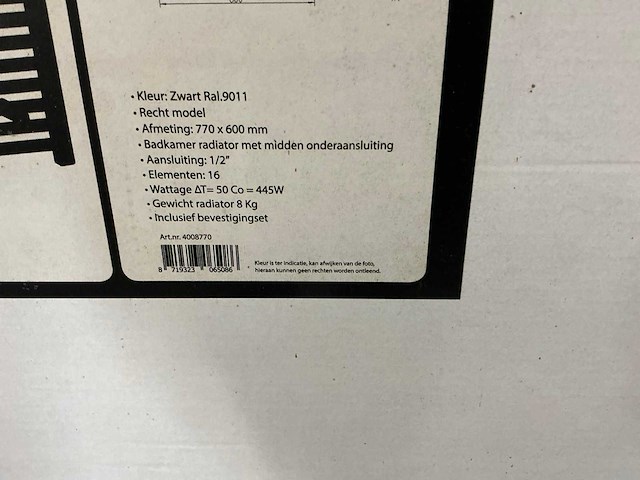 600
• Kleur: Zwart Ral.9011
• Recht model
• Afmeting: 770 x 600 mm
• Badkamer radiator met midden onderaansluiting
• Aansluiting: 1/2"
• Elementen: 16
• Wattage ΔT= 50 Co = 445W
• Gewicht radiator 8 Kg
• Inclusief bevestigingset
Art.nr. 4008770
8 719323 065086
Kleur is ter indicatie, kan afwijken van de foto,
hieraan kunnen geen rechten worden ontleend.